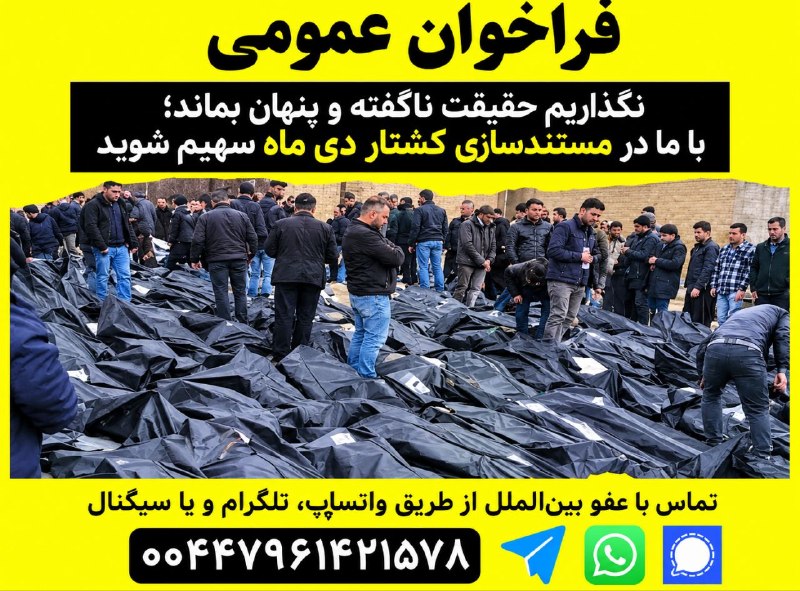 فراخوان عمومی
نگذاریم حقیقت ناگفته و پنهان بماند؛
با ما در مستندسازی کشتار دی ماه سهیم شوید
تماس با عفو بین‌الملل از طریق واتساپ، تلگرام و یا سیگنال
۰۰۴۴۷۹۶۱۴۲۱۵۷۸